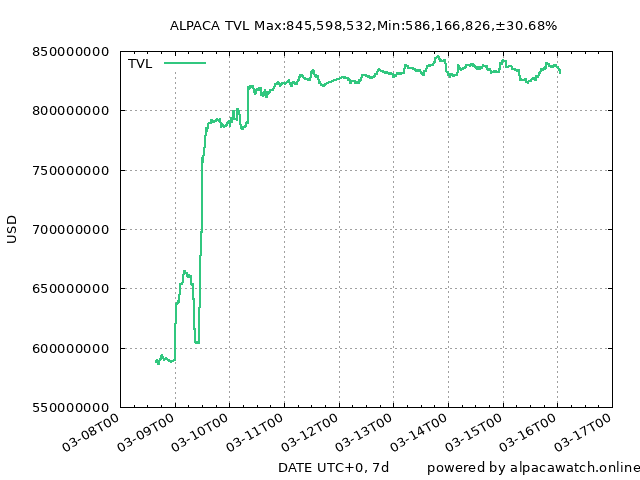 ALPACA TVL Max:845,598,532,Min:586,166,826,±30.68%
850000000
800000000
750000000
700000000
650000000
600000000
550000000
USD
TVL
03-08T00
03-09T00
03-10T00
03-11T00
03-12T00
03-13T00
03-14T00
03-15T00
03-16T00
03-17T00
DATE UTC+0, 7d
powered by alpacawatch.online